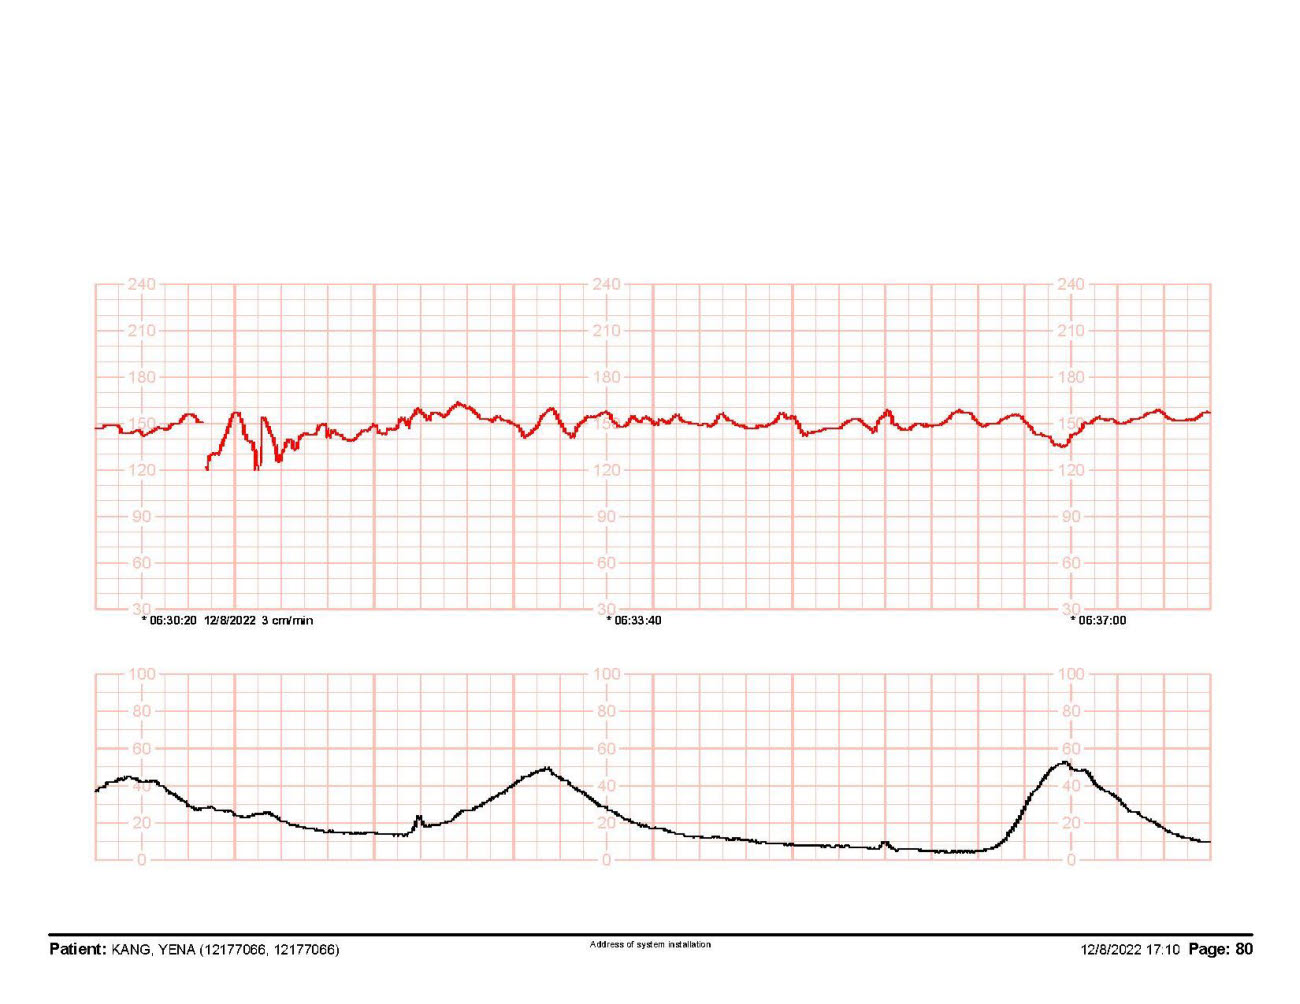 240 240 240
210 210 210
180 180 180
150 150 150
120 120 120
90 90 90
60 60 60
30 30 30
* 06:30:20 12/8/2022 3 cm/min * 06:33:40 * 06:37:00
100 100 100
80 80 80
60 60 60
40 40 40
20 20 20
0 0 0
Patient: KANG, YENA (12177066, 12177066) Address of system installation 12/8/2022 17:10 Page: 80